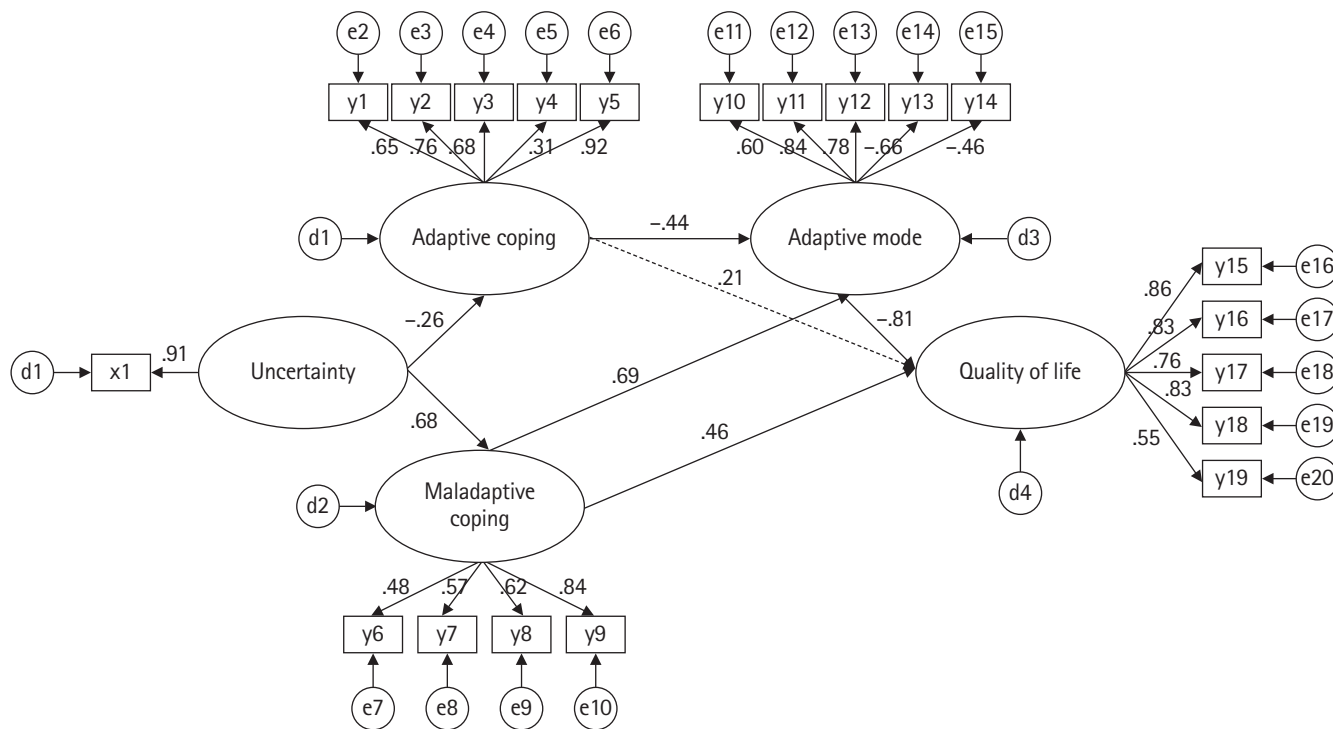 e2 e3 e4 e5 e6 e11 e12 e13 e14 e15
y1 y2 y3 y4 y5 y10 y11 y12 y13 y14
.65 .76 .68 .31 .92 .60 .84 .78 −.66 −.46
d1 Adaptive coping −.44 Adaptive mode d3
.21
−.26 −.81
d1 x1 .91 Uncertainty
.69
.68
.46
Quality of life
.86 y15 e16
.83 y16 e17
.76 y17 e18
.83 y18 e19
.55 y19 e20
d4
d2 Maladaptive
coping
.48 .57 .62 .84
y6 y7 y8 y9
e7 e8 e9 e10